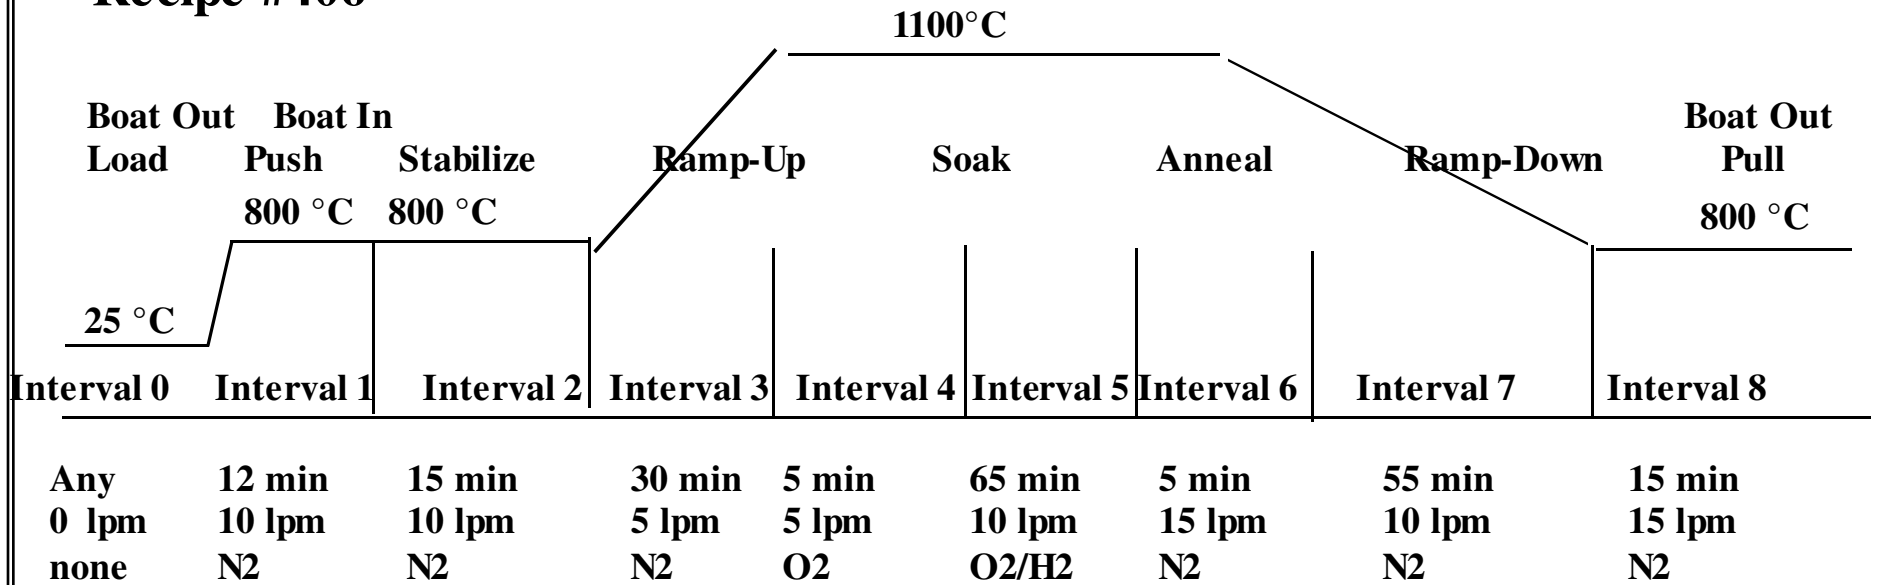 1100°C
Boat Out Boat In Boat Out
Load Push Stabilize Ramp-Up Soak Anneal Ramp-Down Pull
800 °C 800 °C 800 °C
25 °C
Interval 0 Interval 1 Interval 2 Interval 3 Interval 4 Interval 5 Interval 6 Interval 7 Interval 8
Any 12 min 15 min 30 min 5 min 65 min 5 min 55 min 15 min
0 lpm 10 lpm 10 lpm 5 lpm 5 lpm 10 lpm 15 lpm 10 lpm 15 lpm
none N2 N2 N2 O2 O2/H2 N2 N2 N2